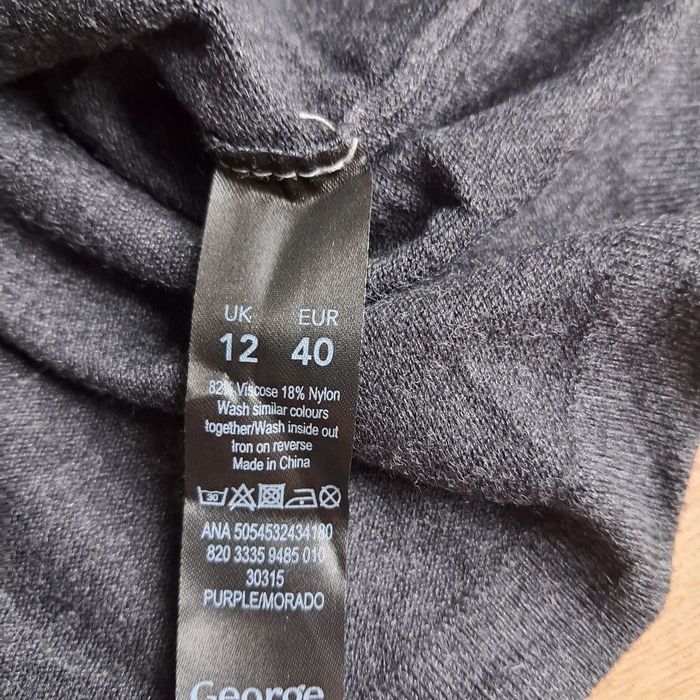 UK EUR
12 40
82% Viscose 18% Nylon
Wash similar colours
together/Wash inside out
Iron on reverse
Made in China
30
ANA 5054532434180
820 3335 9485 010
30315
PURPLE/MORADO
George